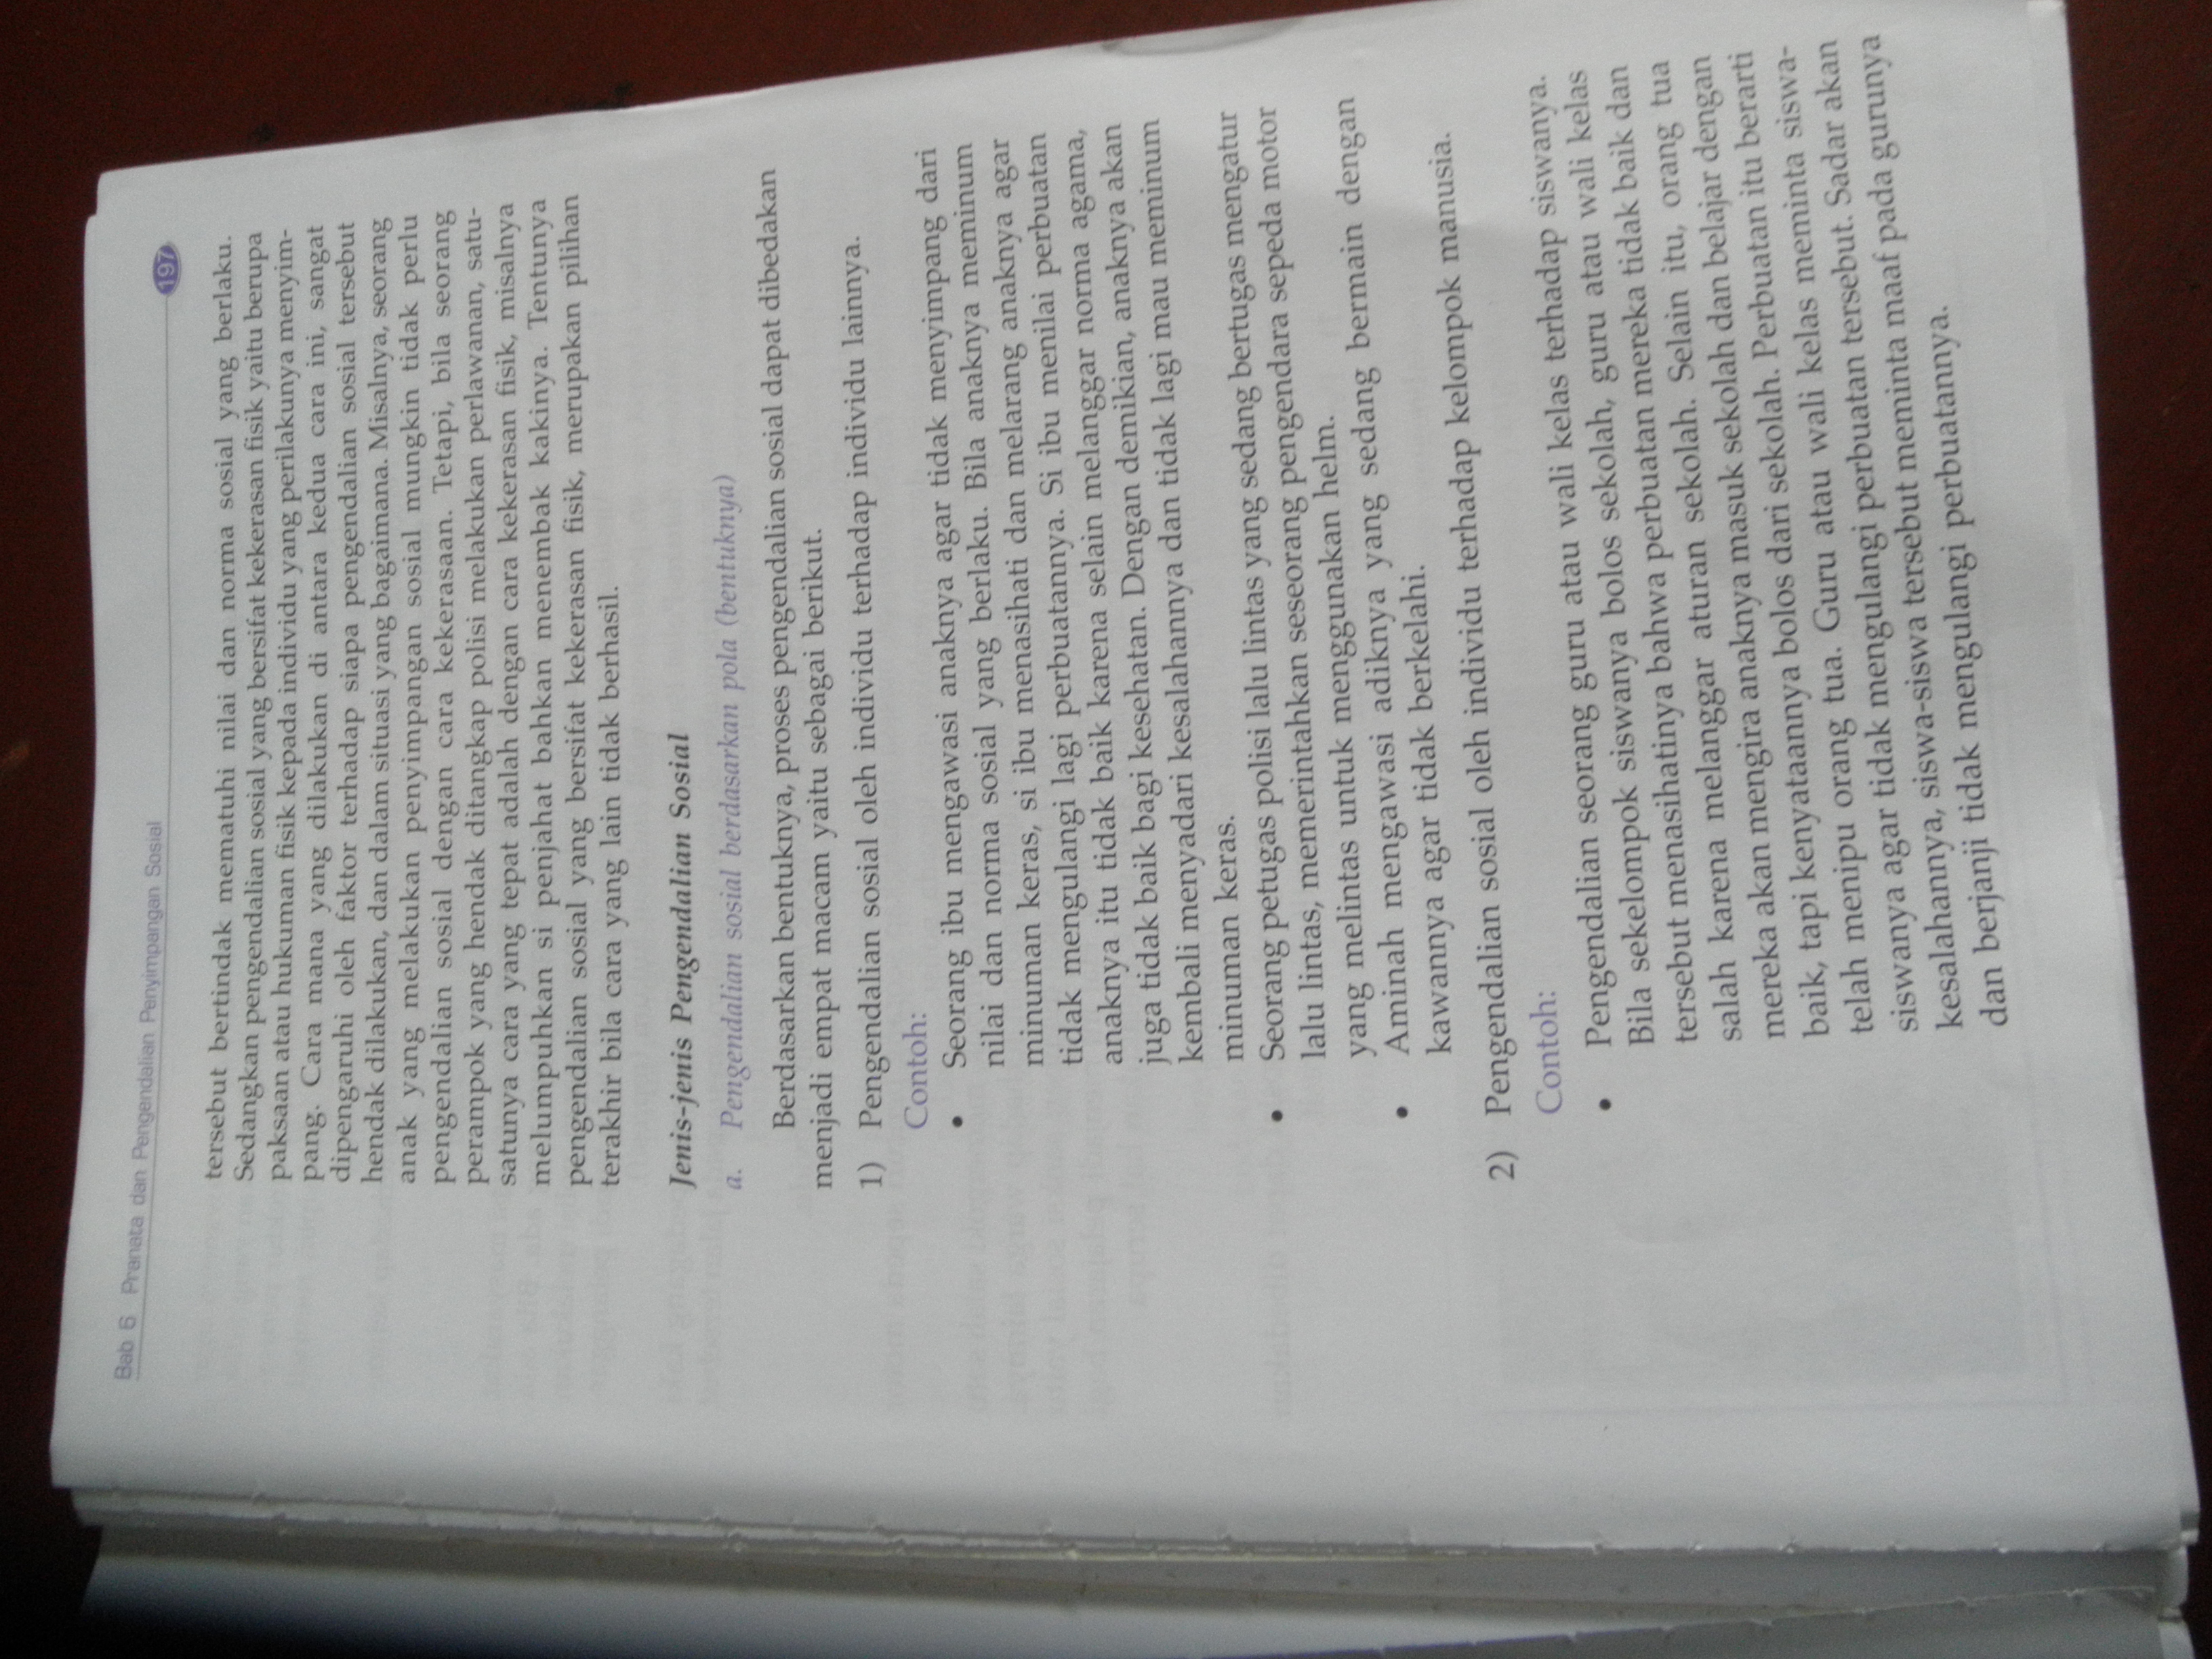 Bab 6 Pranata dan Pengendalian Penyimpangan Sosial 197
tersebut bertindak mematuhi nilai dan norma sosial yang berlaku.
Sedangkan pengendalian sosial yang bersifat kekerasan fisik yaitu berupa
paksaan atau hukuman fisik kepada individu yang perilakunya menyim-
pang. Cara mana yang dilakukan di antara kedua cara ini, sangat
dipengaruhi oleh faktor terhadap siapa pengendalian sosial tersebut
hendak dilakukan, dan dalam situasi yang bagaimana. Misalnya, seorang
anak yang melakukan penyimpangan sosial mungkin tidak perlu
pengendalian sosial dengan cara kekerasaan. Tetapi, bila seorang
perampok yang hendak ditangkap polisi melakukan perlawanan, satu-
satunya cara yang tepat adalah dengan cara kekerasan fisik, misalnya
melumpuhkan si penjahat bahkan menembak kakinya. Tentunya
pengendalian sosial yang bersifat kekerasan fisik, merupakan pilihan
terakhir bila cara yang lain tidak berhasil.
Jenis-jenis Pengendalian Sosial
a. Pengendalian sosial berdasarkan pola (bentuknya)
Berdasarkan bentuknya, proses pengendalian sosial dapat dibedakan
menjadi empat macam yaitu sebagai berikut.
1) Pengendalian sosial oleh individu terhadap individu lainnya.
Contoh:
• Seorang ibu mengawasi anaknya agar tidak menyimpang dari
nilai dan norma sosial yang berlaku. Bila anaknya meminum
minuman keras, si ibu menasihati dan melarang anaknya agar
tidak mengulangi lagi perbuatannya. Si ibu menilai perbuatan
anaknya itu tidak baik karena selain melanggar norma agama,
juga tidak baik bagi kesehatan. Dengan demikian, anaknya akan
kembali menyadari kesalahannya dan tidak lagi mau meminum
minuman keras.
• Seorang petugas polisi lalu lintas yang sedang bertugas mengatur
lalu lintas, memerintahkan seseorang pengendara sepeda motor
yang melintas untuk menggunakan helm.
• Aminah mengawasi adiknya yang sedang bermain dengan
kawannya agar tidak berkelahi.
2) Pengendalian sosial oleh individu terhadap kelompok manusia.
Contoh:
• Pengendalian seorang guru atau wali kelas terhadap siswanya.
Bila sekelompok siswanya bolos sekolah, guru atau wali kelas
tersebut menasihatinya bahwa perbuatan mereka tidak baik dan
salah karena melanggar aturan sekolah. Selain itu, orang tua
mereka akan mengira anaknya masuk sekolah dan belajar dengan
baik, tapi kenyataannya bolos dari sekolah. Perbuatan itu berarti
telah menipu orang tua. Guru atau wali kelas meminta siswa-
siswanya agar tidak mengulangi perbuatan tersebut. Sadar akan
kesalahannya, siswa-siswa tersebut meminta maaf pada gurunya
dan berjanji tidak mengulangi perbuatannya.